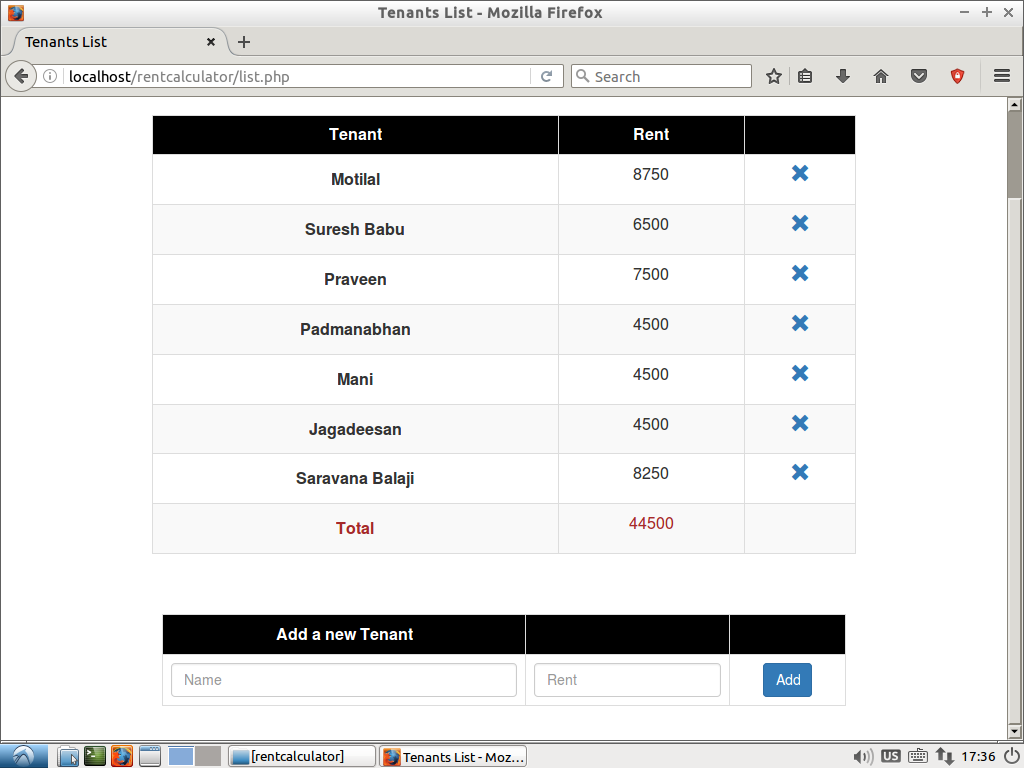 Tenants List - Mozilla Firefox
Tenants List
localhost/rentcalculator/list.php
Search
Tenant Rent
Motilal 8750
Suresh Babu 6500
Praveen 7500
Padmanabhan 4500
Mani 4500
Jagadeesan 4500
Saravana Balaji 8250
Total 44500
Add a new Tenant
Name Rent Add
[rentcalculator] Tenants List - Moz... US 17:36